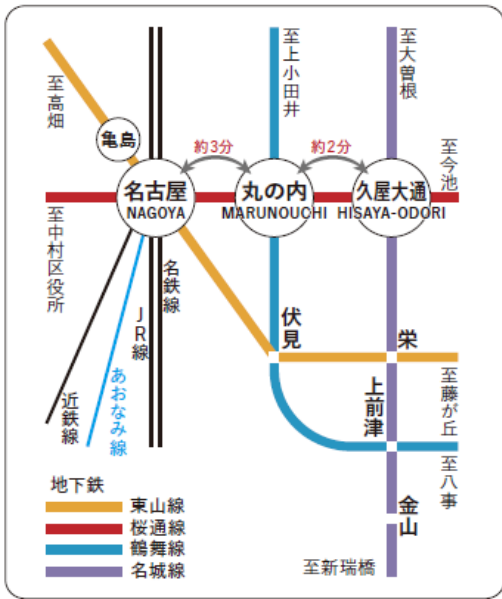 至高畑
亀島
至上小田井
至大曽根
約3分
約2分
至今池
名古屋
NAGOYA
丸の内
MARUNOUCHI
久屋大通
HISAYA-ODORI
至中村区役所
名鉄線
JR線
あおなみ線
近鉄線
伏見
栄
上前津
至藤が丘
至八事
金山
至新瑞橋
地下鉄
東山線
桜通線
鶴舞線
名城線